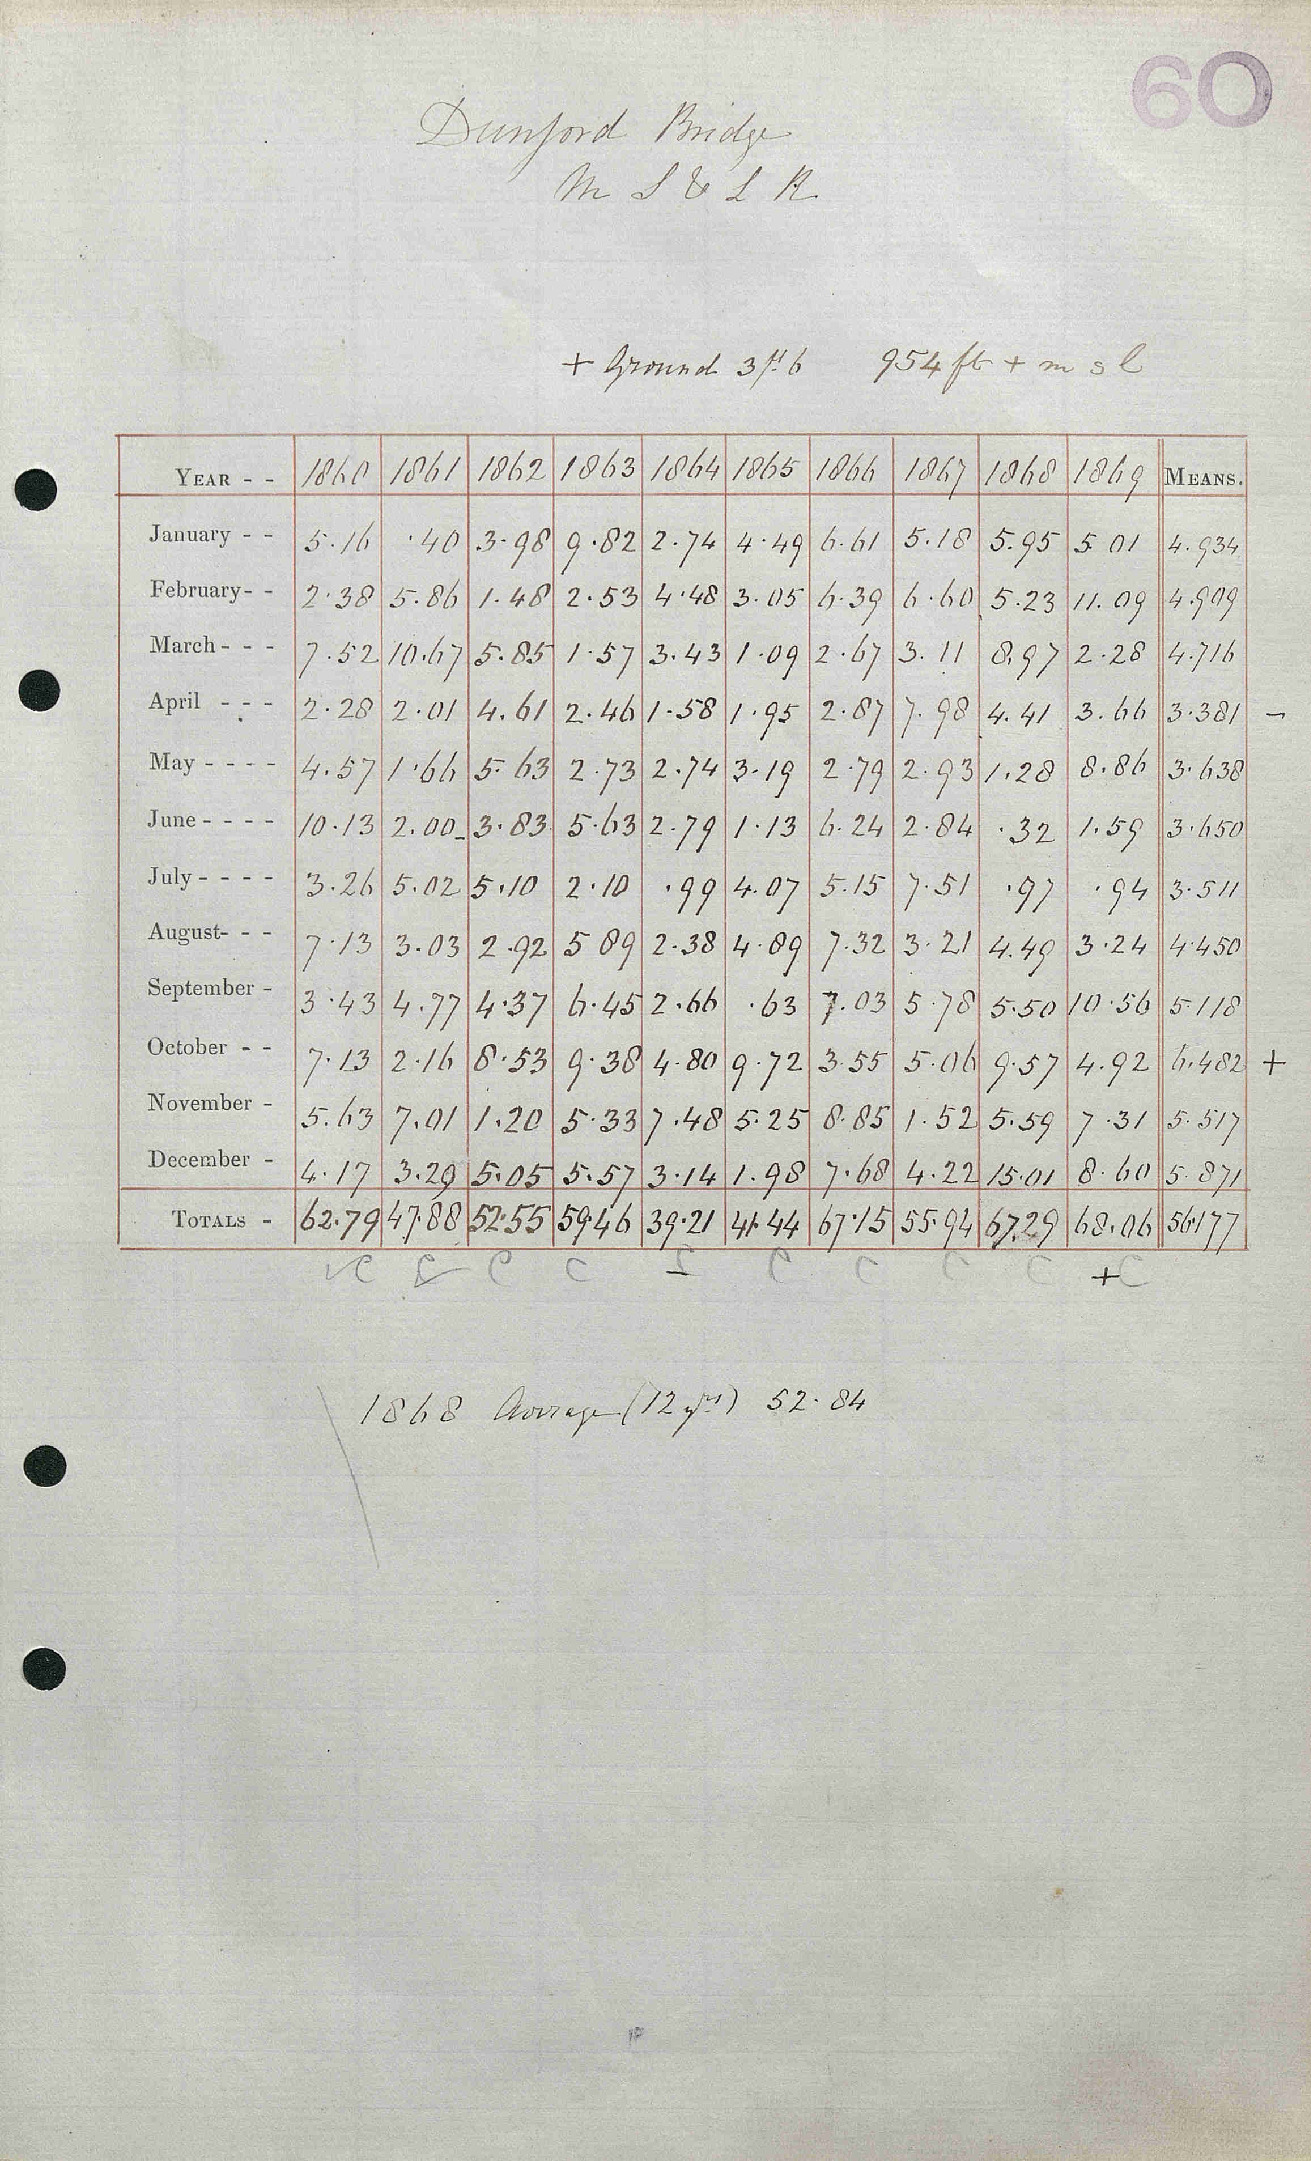 60
Dunford Bridge
M S & L R
+ Ground 3ft 6 954 ft + m s l
YEAR - - 1860 1861 1862 1863 1864 1865 1866 1867 1868 1869 MEANS.
January - - 5.16 .40 3.98 9.82 2.74 4.49 6.61 5.18 5.95 5 01 4.934
February- - 2.38 5.86 1.48 2.53 4.48 3.05 6.39 6.60 5.23 11.09 4.909
March - - - 7.52 10.67 5.85 1.57 3.43 1.09 2.67 3.11 8.97 2.28 4.716
April - - - 2.28 2.01 4.61 2.46 1.58 1.95 2.87 7.98 4.41 3.66 3.381 -
May - - - - 4.57 1.66 5.63 2.73 2.74 3.19 2.79 2.93 1.28 8.86 3.638
June - - - - 10.13 2.00 3.83 5.63 2.79 1.13 6.24 2.84 .32 1.59 3.650
July - - - - 3.26 5.02 5.10 2.10 .99 4.07 5.15 7.51 .97 .94 3.511
August- - - 7.13 3.03 2.92 5 89 2.38 4.89 7.32 3.21 4.49 3.24 4.450
September - 3.43 4.77 4.37 6.45 2.66 .63 7.03 5.78 5.50 10.56 5.118
October - - 7.13 2.16 8.53 9.38 4.80 9.72 3.55 5.06 9.57 4.92 6.482 +
November - 5.63 7.01 1.20 5.33 7.48 5.25 8.85 1.52 5.59 7.31 5.517
December - 4.17 3.29 5.05 5.57 3.14 1.98 7.68 4.22 15.01 8.60 5.871
TOTALS - 62.79 47.88 52.55 59.46 39.21 41.44 67.15 55.94 67.29 68.06 56.177
C C C C - C C C C +C
1868 Average (12 yrs) 52.84